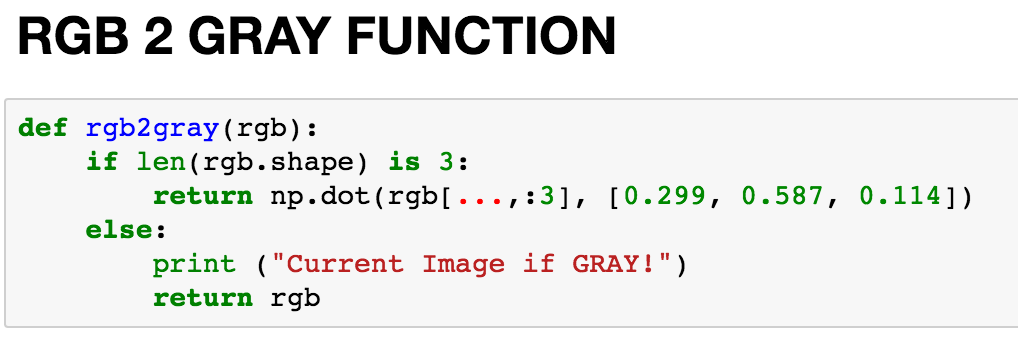 RGB 2 GRAY FUNCTION
def rgb2gray(rgb):
    if len(rgb.shape) is 3:
        return np.dot(rgb[...,:3], [0.299, 0.587, 0.114])
    else:
        print ("Current Image if GRAY!")
        return rgb